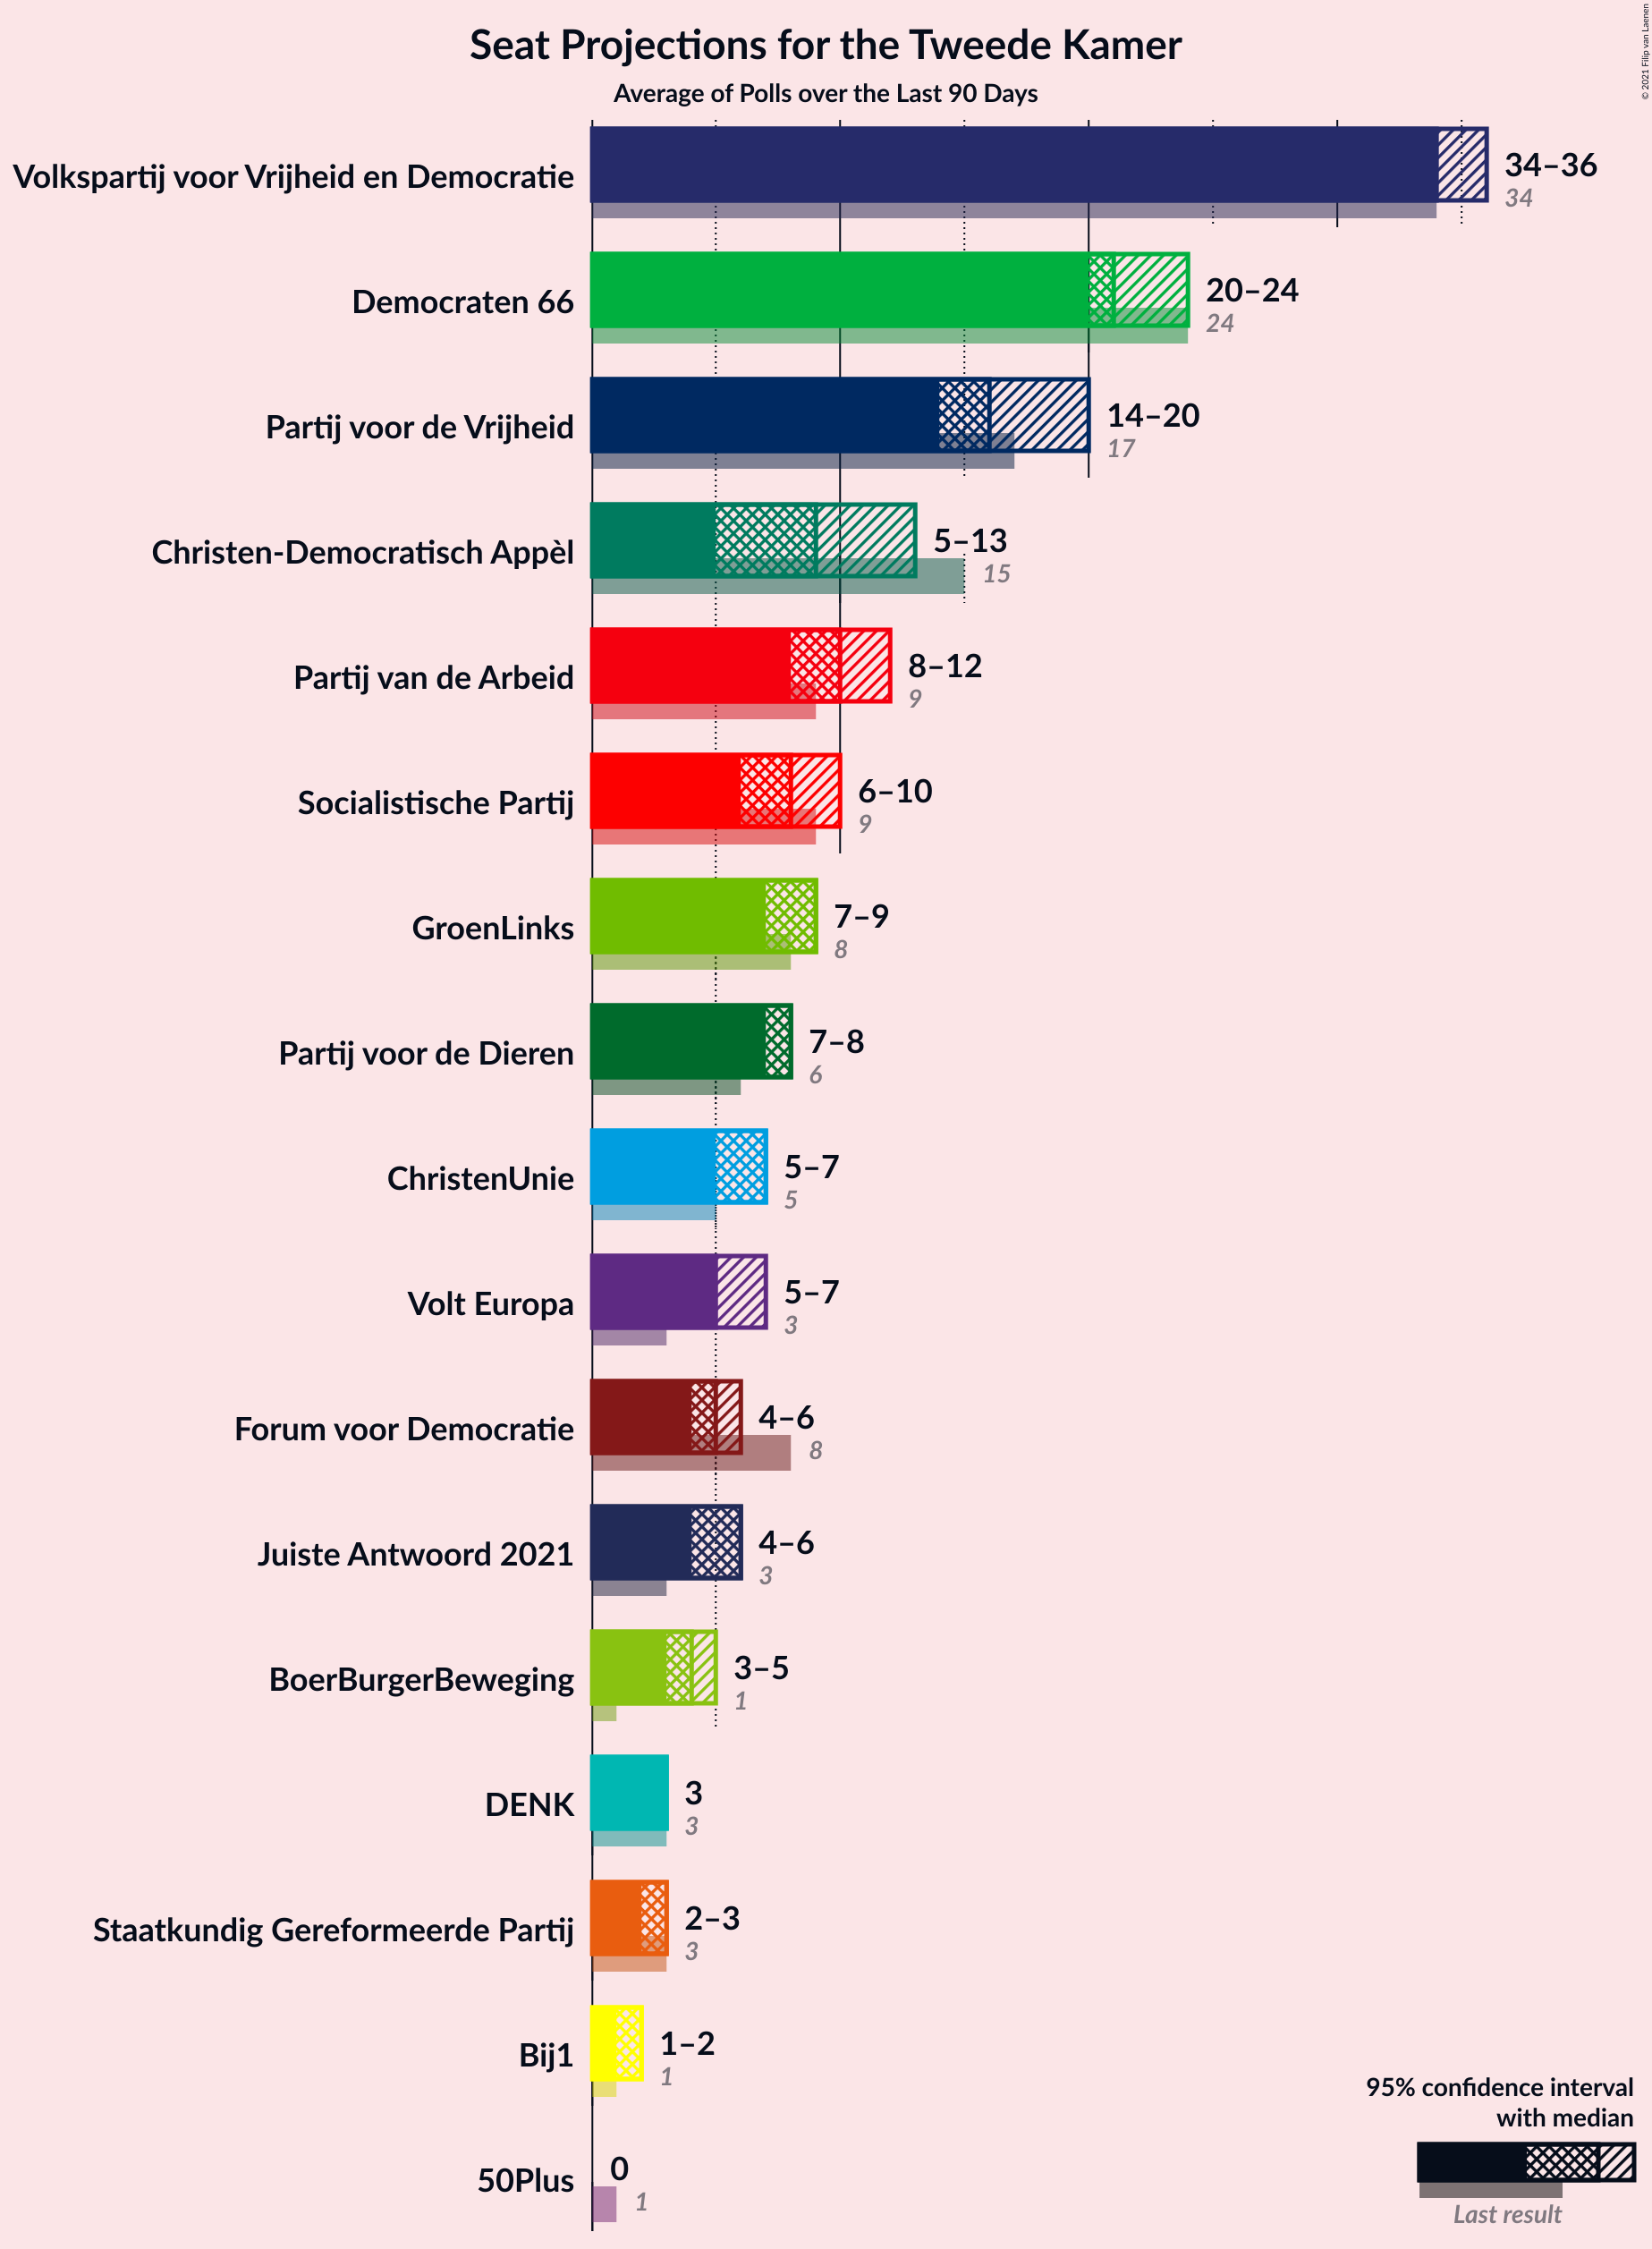 © 2021 Filip van Laenen
Seat Projections for the Tweede Kamer
Average of Polls over the Last 90 Days
Volkspartij voor Vrijheid en Democratie
34–36
34
Democraten 66
20–24
24
Partij voor de Vrijheid
14–20
17
Christen-Democratisch Appèl
5–13
15
Partij van de Arbeid
8–12
9
Socialistische Partij
6–10
9
GroenLinks
7–9
8
Partij voor de Dieren
7–8
6
ChristenUnie
5–7
5
Volt Europa
5–7
3
Forum voor Democratie
4–6
8
Juiste Antwoord 2021
4–6
3
BoerBurgerBeweging
3–5
1
DENK
3
3
Staatkundig Gereformeerde Partij
2–3
3
Bij1
1–2
1
50Plus
0
1
95% confidence interval
with median
Last result